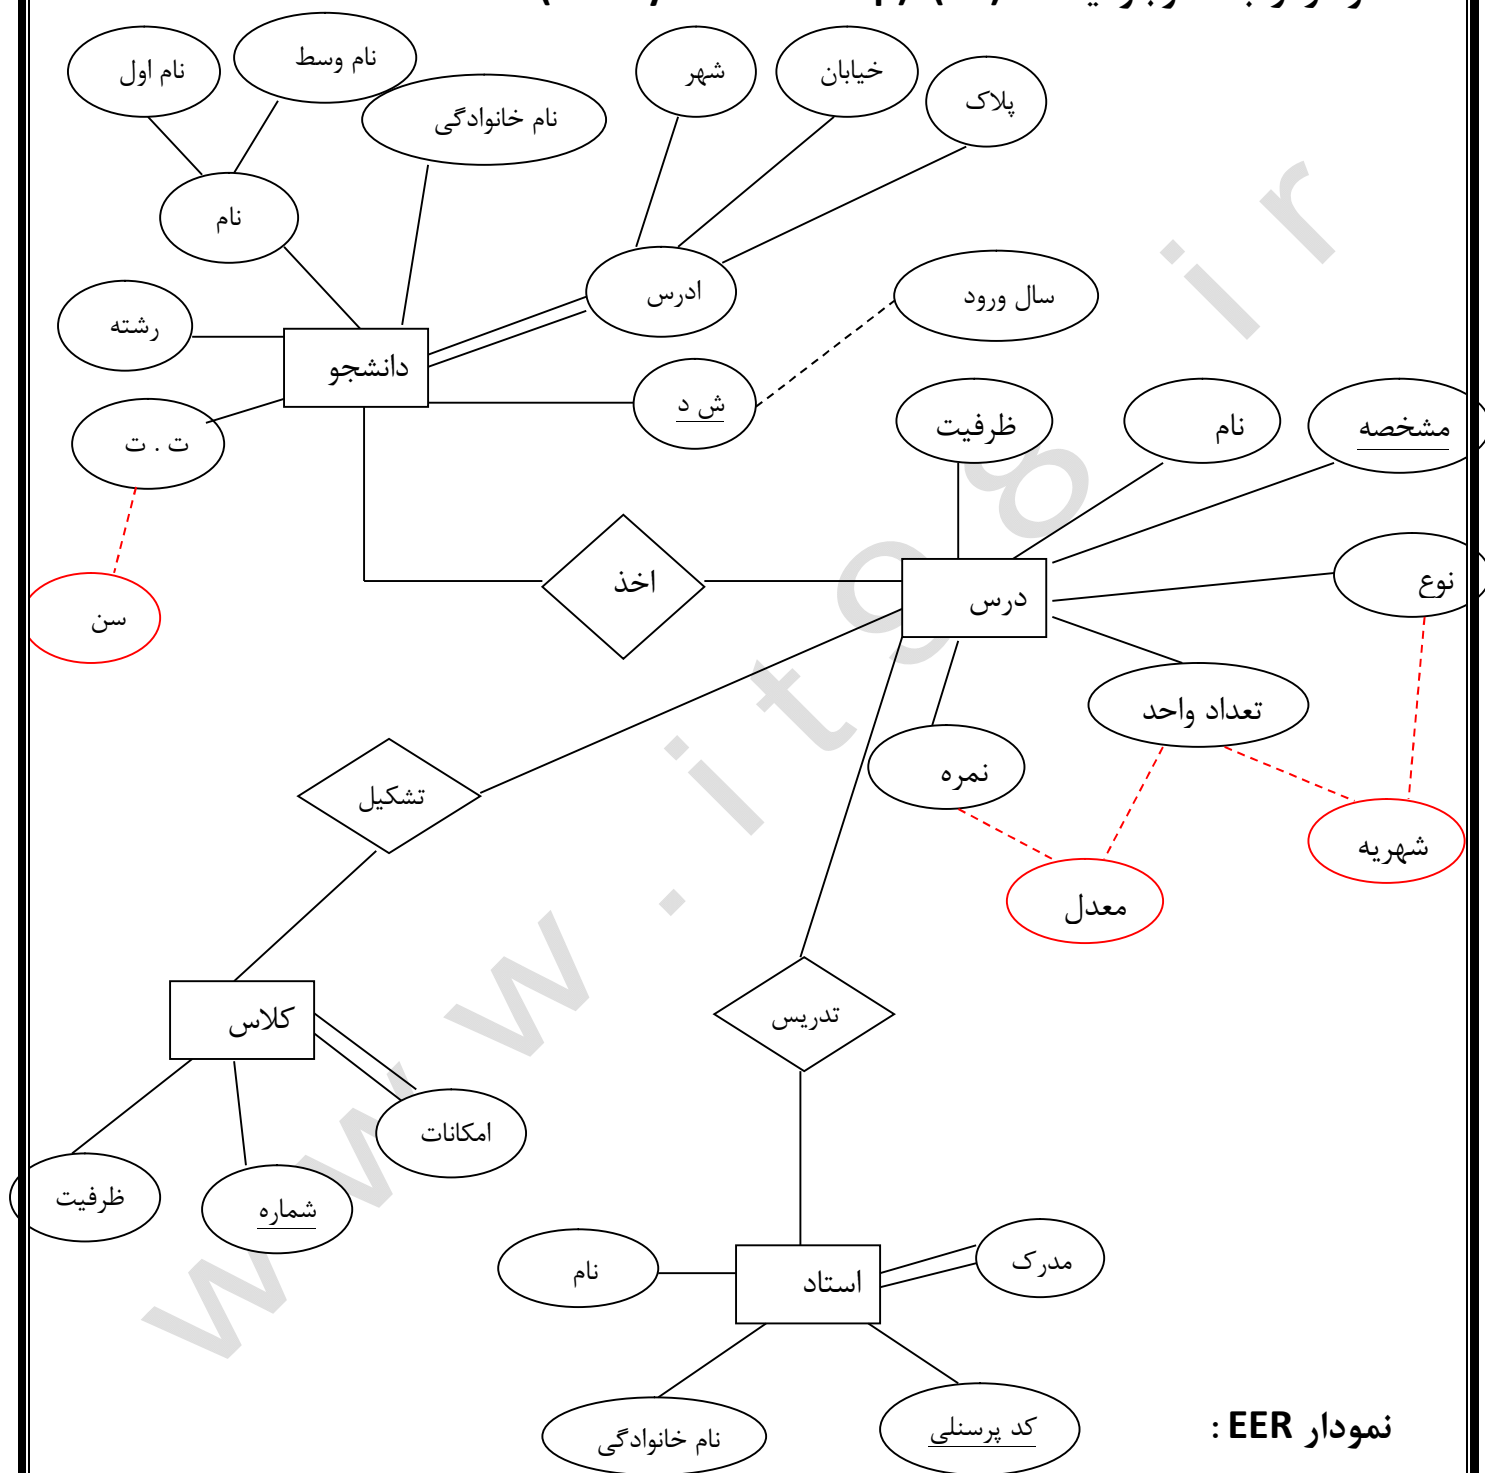 نام اول
نام وسط
نام خانوادگی
شهر
خیابان
پلاک
نام
ادرس
سال ورود
رشته
دانشجو
ش د
ت . ت
ظرفیت
نام
مشخصه
سن
اخذ
درس
نوع
تعداد واحد
نمره
تشکیل
شهریه
معدل
کلاس
تدریس
امکانات
ظرفیت
شماره
نام
استاد
مدرک
نام خانوادگی
کد پرسنلی
نمودار EER :
www.it98.ir